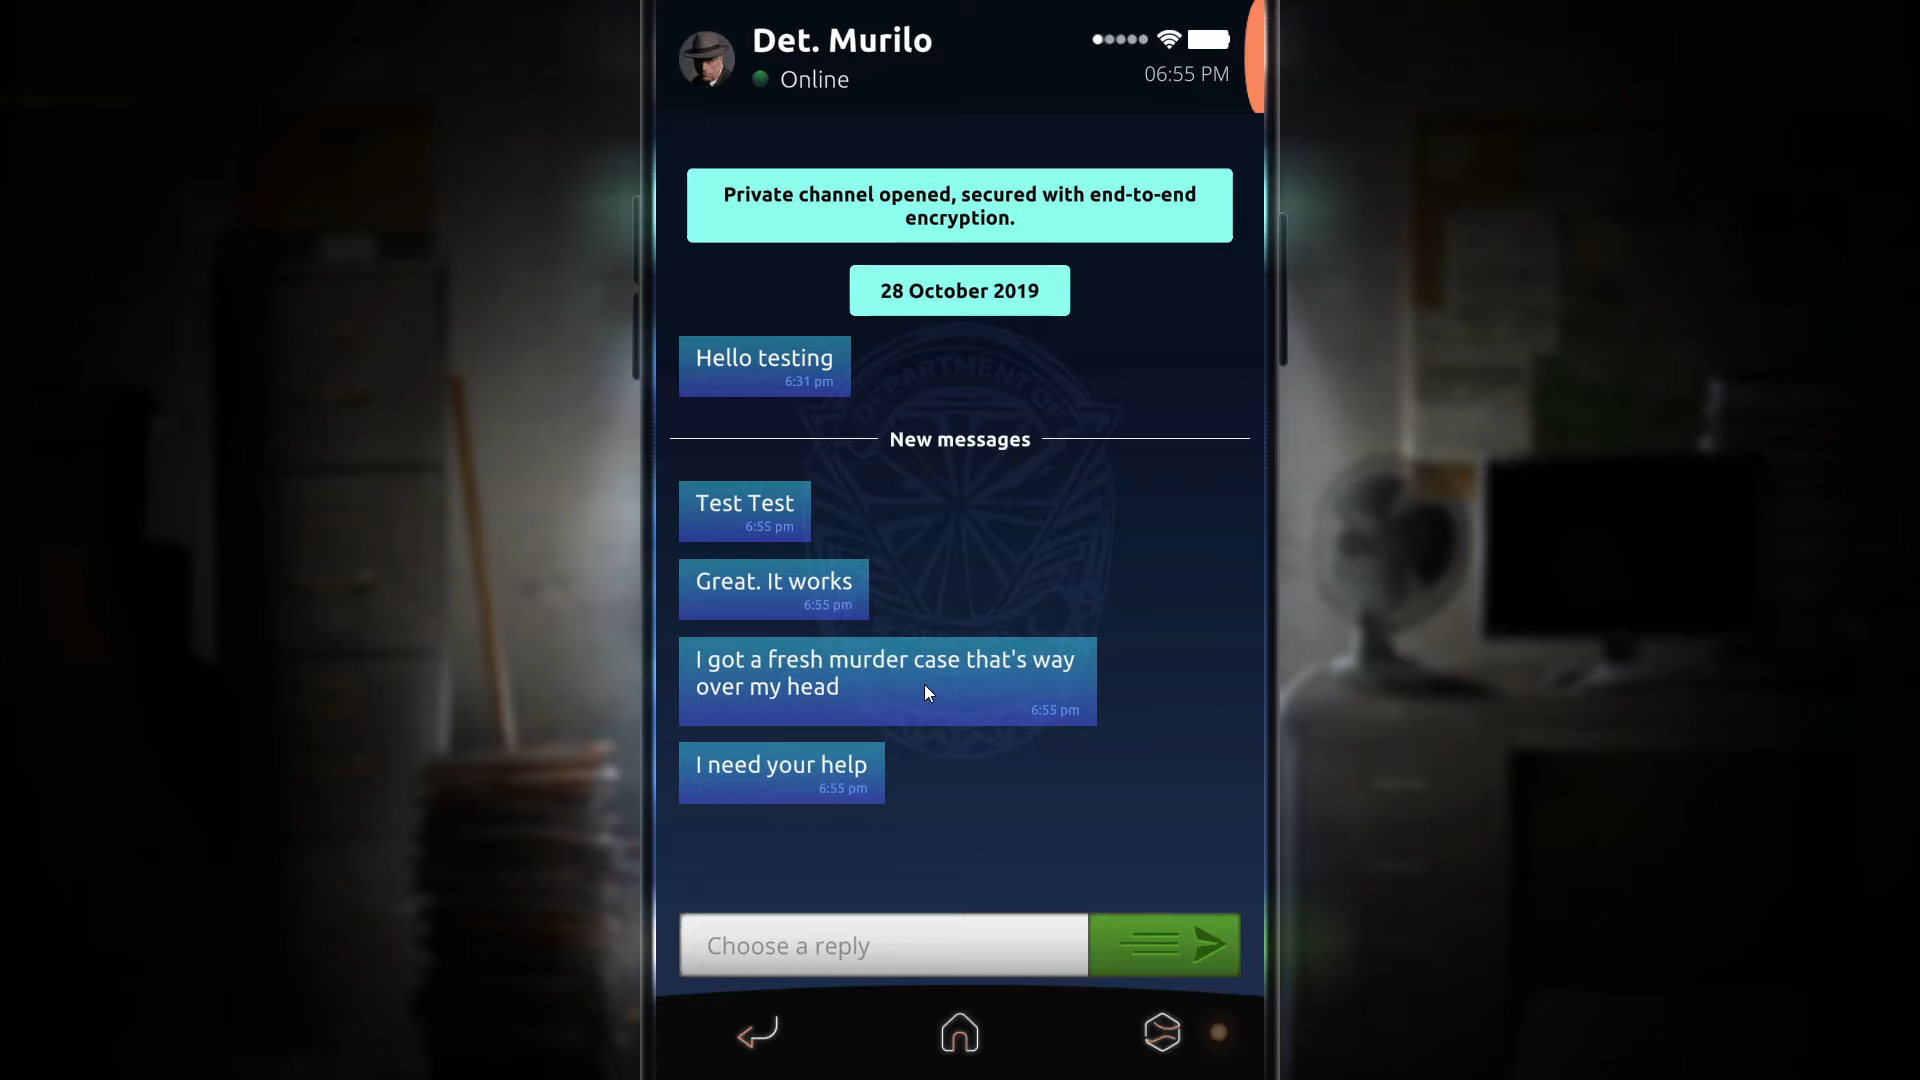 Det. Murilo
Online
06:55 PM
Private channel opened, secured with end-to-end
encryption.
28 October 2019
Hello testing
6:31 pm
New messages
Test Test
6:55 pm
Great. It works
6:55 pm
I got a fresh murder case that's way
over my head
6:55 pm
I need your help
6:55 pm
Choose a reply
DEPARTMENT OF